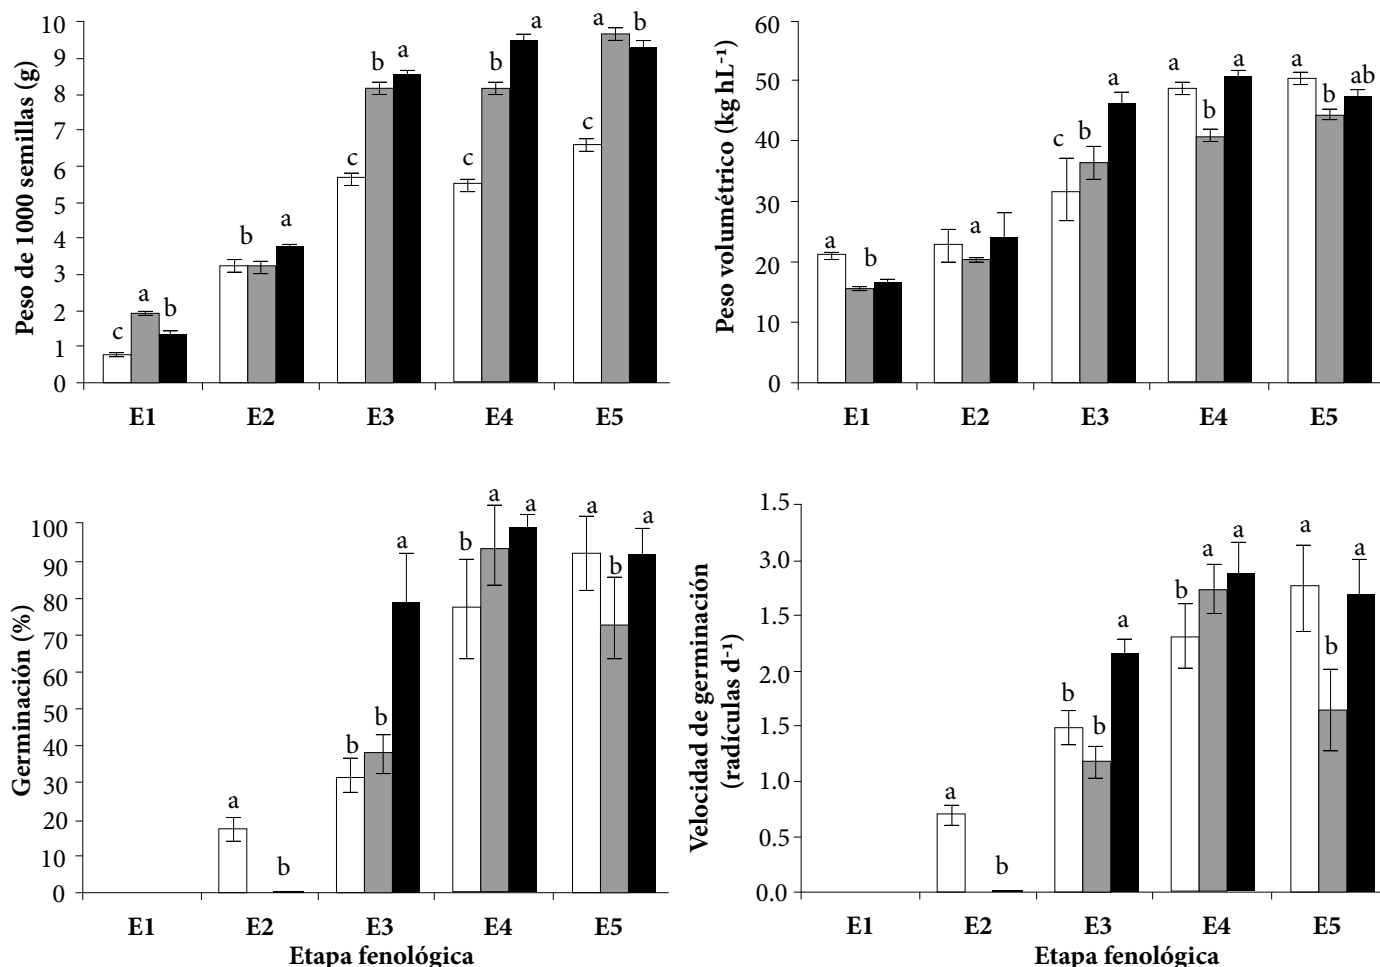 Peso de 1000 semillas (g)
10
9
8
7
6
5
4
3
2
1
0
c
a
b
b
a
c
b
a
c
b
a
c
a
b
E1 E2 E3 E4 E5
Peso volumétrico (kg hL⁻¹)
60
50
40
30
20
10
0
a
b
a
c
b
a
a
b
a
a
b
ab
E1 E2 E3 E4 E5
Germinación (%)
100
90
80
70
60
50
40
30
20
10
0
a
b
b
b
a
b
a
a
a
b
a
E1 E2 E3 E4 E5
Etapa fenológica
Velocidad de germinación
(radículas d⁻¹)
1.5
3.0
1.5
2.0
1.5
1.0
0.5
0.0
a
b
b
b
a
b
a
a
a
b
a
E1 E2 E3 E4 E5
Etapa fenológica